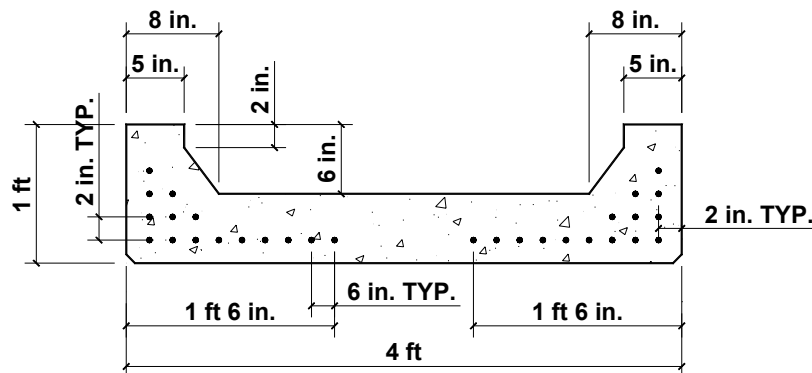 8 in.
8 in.
5 in.
5 in.
2 in.
6 in.
2 in. TYP.
1 ft
2 in. TYP.
6 in. TYP.
1 ft 6 in.
1 ft 6 in.
4 ft